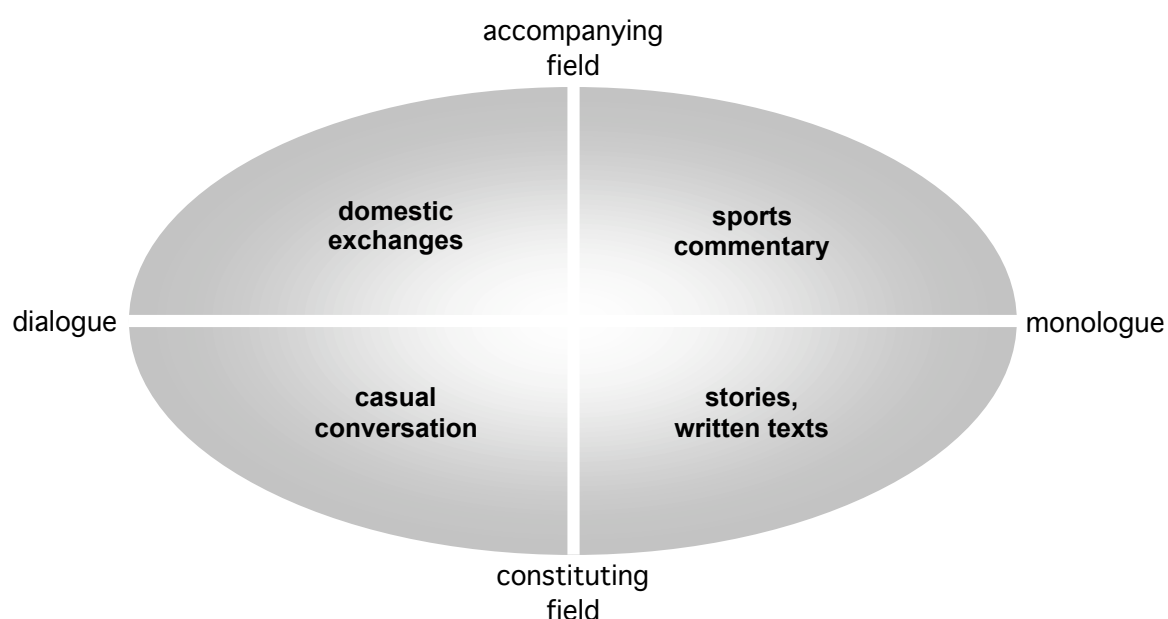 accompanying
field
domestic
exchanges
sports
commentary
dialogue
monologue
casual
conversation
stories,
written texts
constituting
field